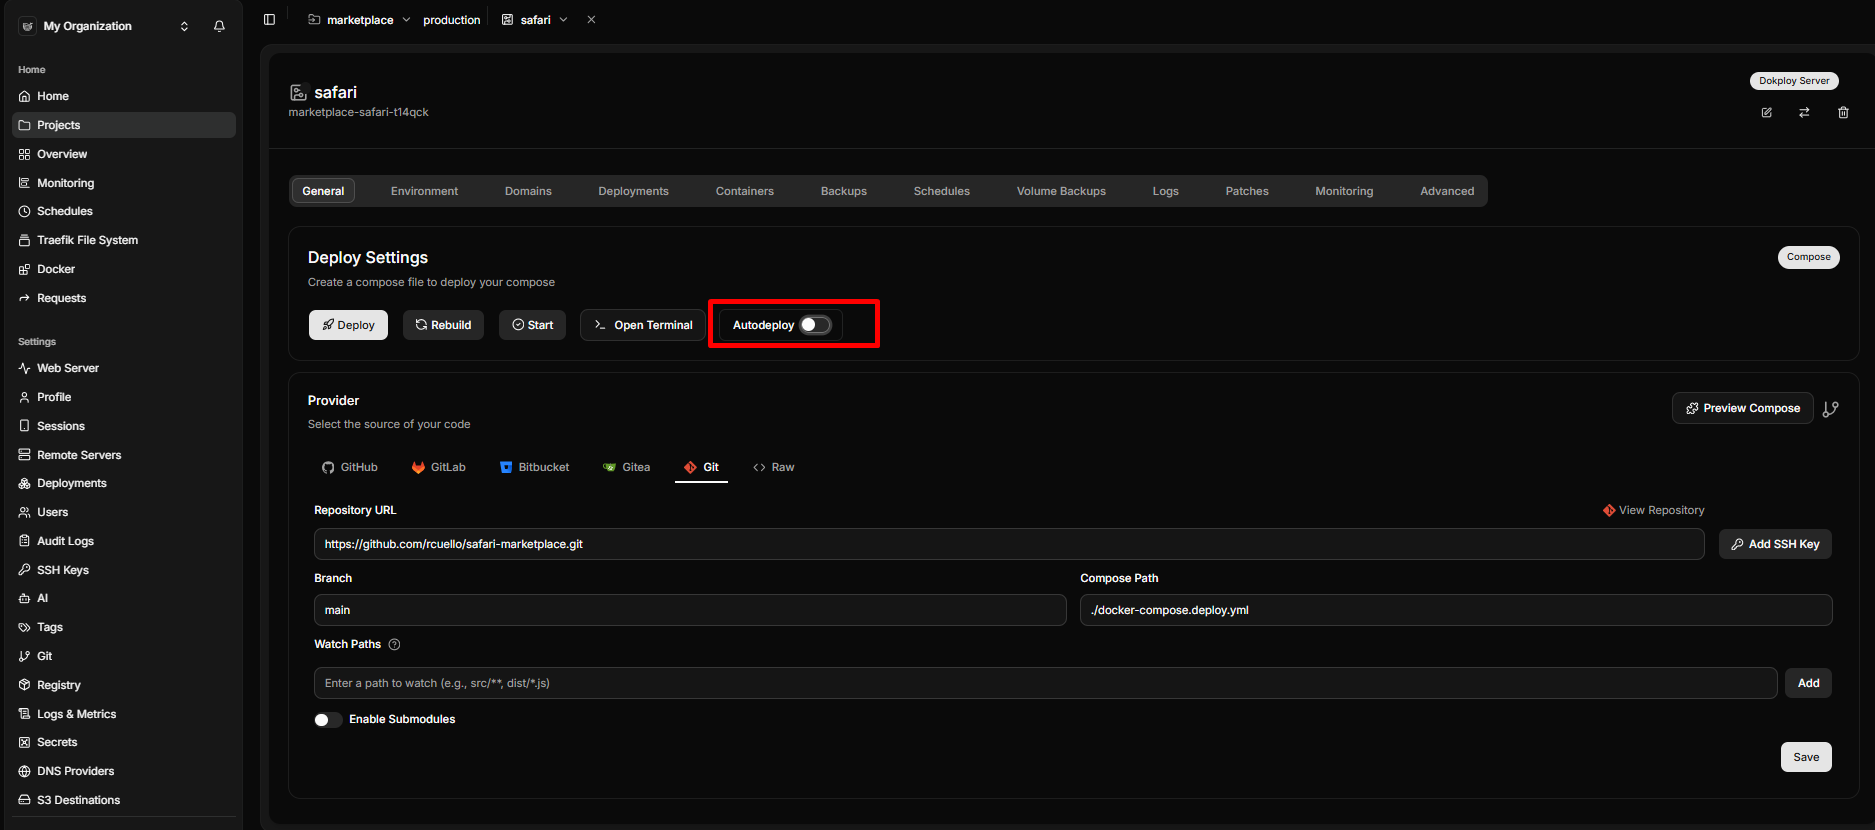 My Organization
Home
Home
Projects
Overview
Monitoring
Schedules
Traefik File System
Docker
Requests
Settings
Web Server
Profile
Sessions
Remote Servers
Deployments
Users
Audit Logs
SSH Keys
AI
Tags
Git
Registry
Logs & Metrics
Secrets
DNS Providers
S3 Destinations
marketplace production safari
safari
marketplace-safari-t14qck
Dokploy Server
General Environment Domains Deployments Containers Backups Schedules Volume Backups Logs Patches Monitoring Advanced
Deploy Settings
Create a compose file to deploy your compose
Compose
Deploy Rebuild Start Open Terminal Autodeploy
Provider
Select the source of your code
Preview Compose
GitHub GitLab Bitbucket Gitea Git Raw
Repository URL
View Repository
https://github.com/rcuello/safari-marketplace.git
Add SSH Key
Branch Compose Path
main ./docker-compose.deploy.yml
Watch Paths
Enter a path to watch (e.g., src/**, dist/*.js)
Add
Enable Submodules
Save